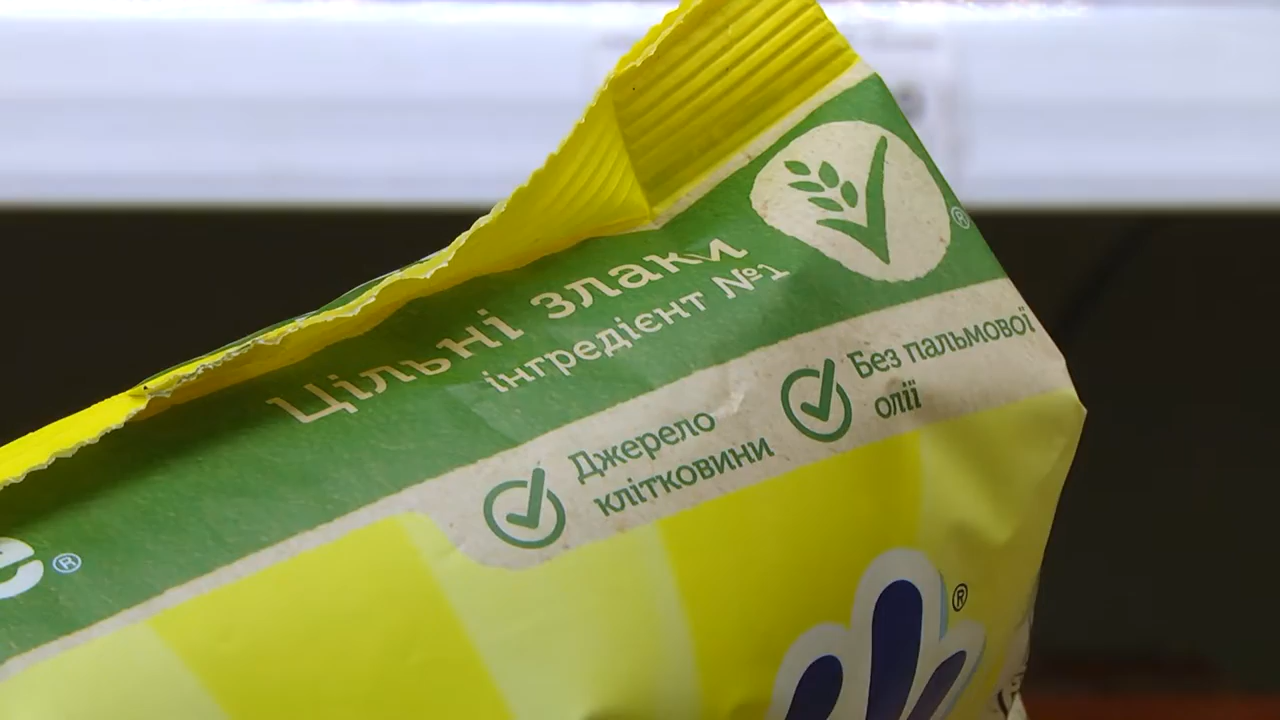 Цільні злаки
інгредієнт №1
Джерело
клітковини
Без пальмової
олії
®
®
®